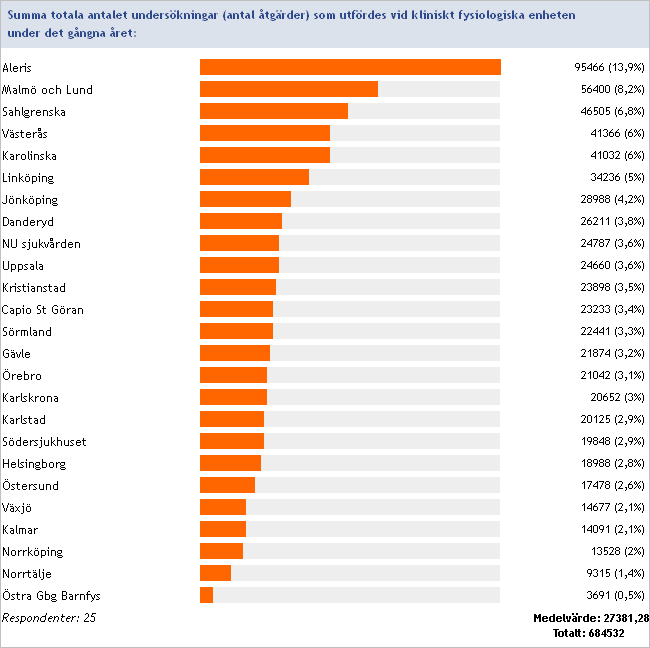 Summa totala antalet undersökningar (antal åtgärder) som utfördes vid kliniskt fysiologiska enheten
under det gångna året:
Aleris 95466 (13,9%)
Malmö och Lund 56400 (8,2%)
Sahlgrenska 46505 (6,8%)
Västerås 41366 (6%)
Karolinska 41032 (6%)
Linköping 34236 (5%)
Jönköping 28988 (4,2%)
Danderyd 26211 (3,8%)
NU sjukvården 24787 (3,6%)
Uppsala 24660 (3,6%)
Kristianstad 23898 (3,5%)
Capio St Göran 23233 (3,4%)
Sörmland 22441 (3,3%)
Gävle 21874 (3,2%)
Örebro 21042 (3,1%)
Karlskrona 20652 (3%)
Karlstad 20125 (2,9%)
Södersjukhuset 19848 (2,9%)
Helsingborg 18988 (2,8%)
Östersund 17478 (2,6%)
Växjö 14677 (2,1%)
Kalmar 14091 (2,1%)
Norrköping 13528 (2%)
Norrtälje 9315 (1,4%)
Östra Gbg Barnfys 3691 (0,5%)
Respondenter: 25 Medelvärde: 27381,28
Totalt: 684532